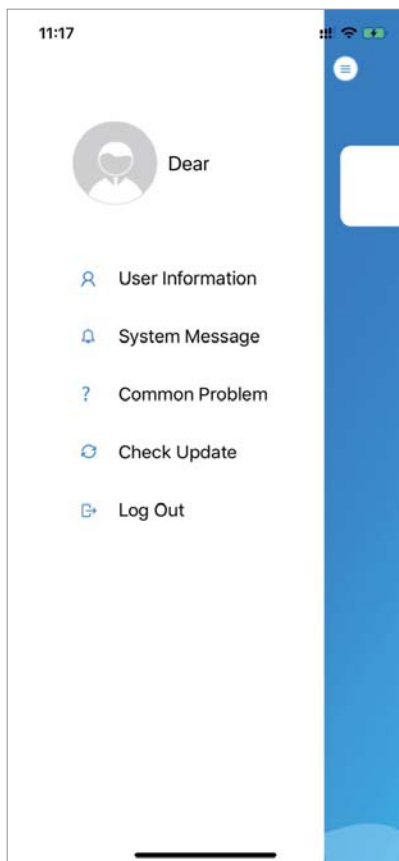 11:17
Dear
User Information
System Message
? Common Problem
Check Update
Log Out